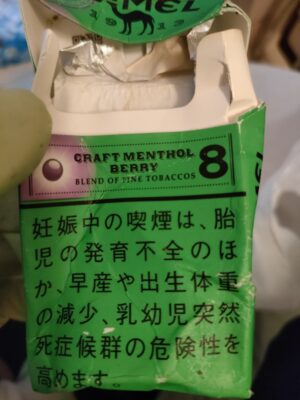 MEL
1913
CRAFT MENTHOL
BERRY
BLEND OF FINE TOBACCOS
8
妊娠中の喫煙は、胎
児の発育不全のほ
か、早産や出生体重
の減少、乳幼児突然
死症候群の危険性を
高めます。